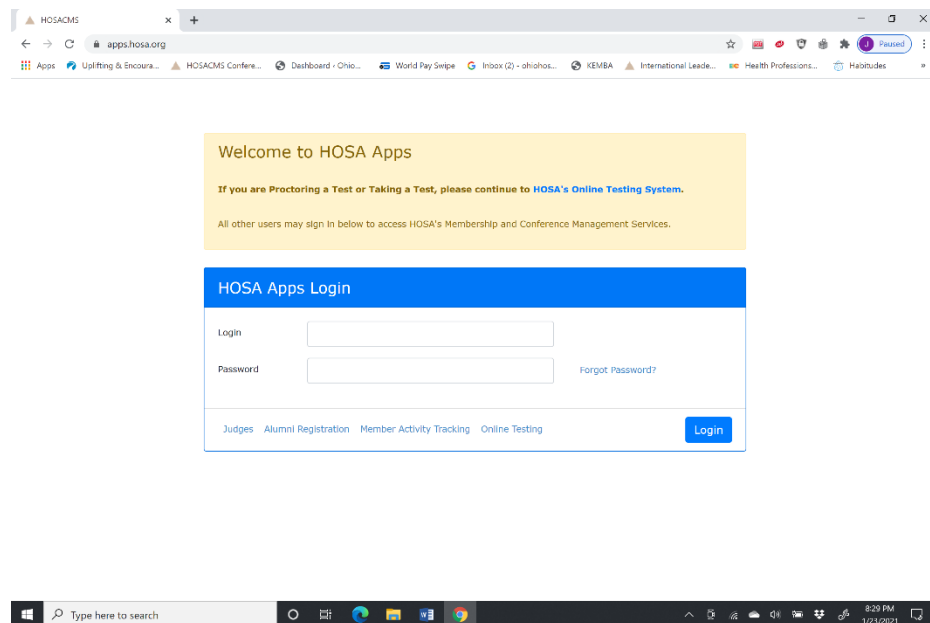 HOSACMS
apps.hosa.org
J Paused
Apps Uplifting & Encoura... HOSACMS Confere... Dashboard ‹ Ohio... World Pay Swipe Inbox (2) - ohiohos... KEMBA International Leade... Health Professions... Habitudes »
Welcome to HOSA Apps
If you are Proctoring a Test or Taking a Test, please continue to HOSA's Online Testing System.
All other users may sign in below to access HOSA's Membership and Conference Management Services.
HOSA Apps Login
Login
Password
Forgot Password?
Judges Alumni Registration Member Activity Tracking Online Testing
Login
Type here to search
8:29 PM
1/23/2021